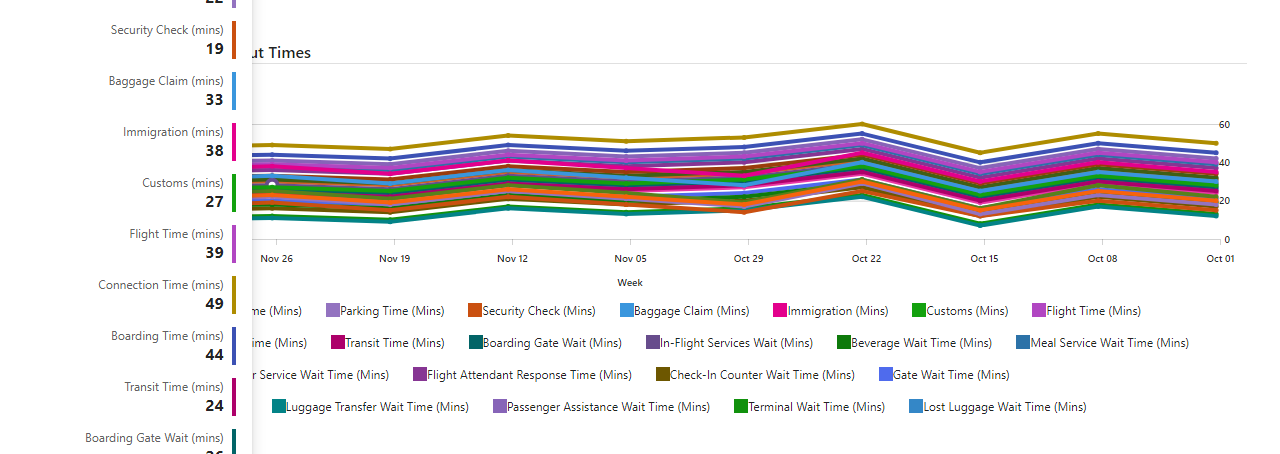 Security Check (mins)
19
Baggage Claim (mins)
33
Immigration (mins)
38
Customs (mins)
27
Flight Time (mins)
39
Connection Time (mins)
49
Boarding Time (mins)
44
Transit Time (mins)
24
Boarding Gate Wait (mins)
ut Times
60
40
20
0
Nov 26 Nov 19 Nov 12 Nov 05 Oct 29 Oct 22 Oct 15 Oct 08 Oct 01
Week
me (Mins) Parking Time (Mins) Security Check (Mins) Baggage Claim (Mins) Immigration (Mins) Customs (Mins) Flight Time (Mins)
ime (Mins) Transit Time (Mins) Boarding Gate Wait (Mins) In-Flight Services Wait (Mins) Beverage Wait Time (Mins) Meal Service Wait Time (Mins)
r Service Wait Time (Mins) Flight Attendant Response Time (Mins) Check-In Counter Wait Time (Mins) Gate Wait Time (Mins)
Luggage Transfer Wait Time (Mins) Passenger Assistance Wait Time (Mins) Terminal Wait Time (Mins) Lost Luggage Wait Time (Mins)